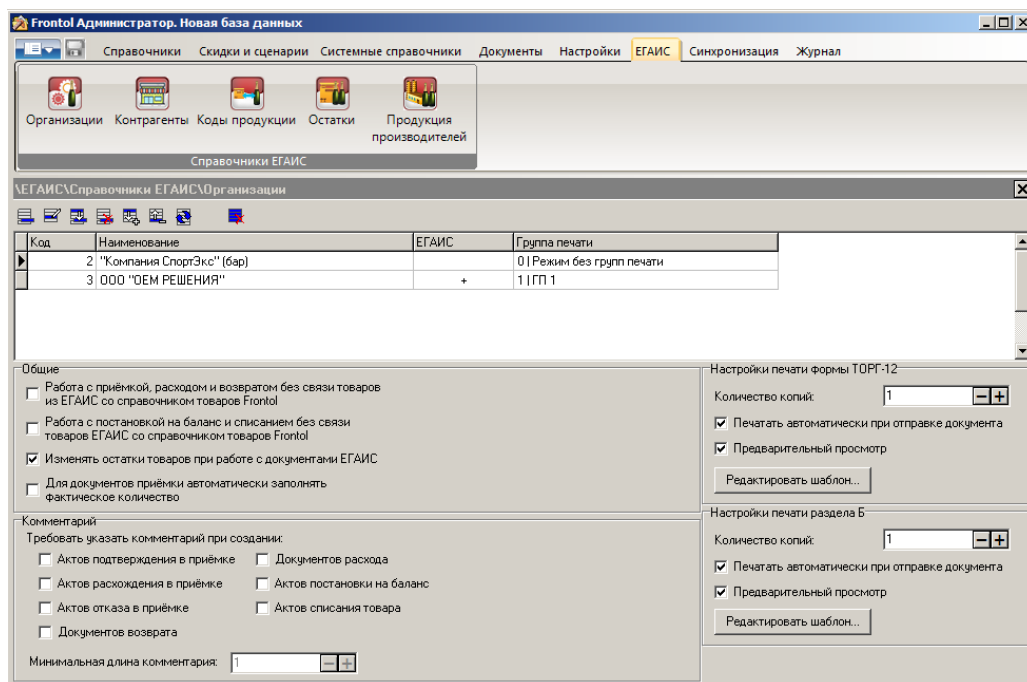 Frontol Администратор. Новая база данных
Справочники Скидки и сценарии Системные справочники Документы Настройки ЕГАИС Синхронизация Журнал
Организации Контрагенты Коды продукции Остатки Продукция производителей
Справочники ЕГАИС
\ЕГАИС\Справочники ЕГАИС\Организации
Код Наименование ЕГАИС Группа печати
2 "Компания СпортЭкс" (бар) 0 | Режим без групп печати
3 ООО "ОЕМ РЕШЕНИЯ" + 1 | ГП 1
Общие
Работа с приёмкой, расходом и возвратом без связи товаров
из ЕГАИС со справочником товаров Frontol
Работа с постановкой на баланс и списанием без связи
товаров ЕГАИС со справочником товаров Frontol
Изменять остатки товаров при работе с документами ЕГАИС
Для документов приёмки автоматически заполнять
фактическое количество
Комментарий
Требовать указать комментарий при создании:
Актов подтверждения в приёмке Документов расхода
Актов расхождения в приёмке Актов постановки на баланс
Актов отказа в приёмке Актов списания товара
Документов возврата
Минимальная длина комментария: 1
Настройки печати формы ТОРГ-12
Количество копий: 1
Печатать автоматически при отправке документа
Предварительный просмотр
Редактировать шаблон...
Настройки печати раздела Б
Количество копий: 1
Печатать автоматически при отправке документа
Предварительный просмотр
Редактировать шаблон...